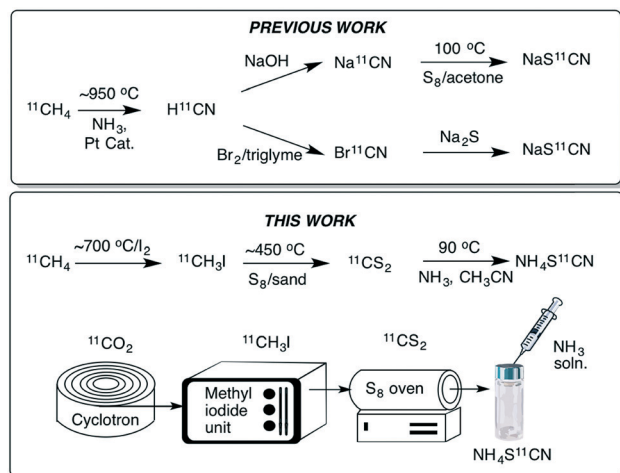 PREVIOUS WORK
NaOH Na¹¹CN 100 ºC S₈/acetone NaS¹¹CN
¹¹CH₄ ~950 ºC NH₃, Pt Cat. H¹¹CN
Br₂/triglyme Br¹¹CN Na₂S NaS¹¹CN
THIS WORK
¹¹CH₄ ~700 ºC/I₂ ¹¹CH₃I ~450 ºC S₈/sand ¹¹CS₂ 90 ºC NH₃, CH₃CN NH₄S¹¹CN
¹¹CO₂ ¹¹CH₃I ¹¹CS₂
NH₃
soln.
Cyclotron
Methyl
iodide
unit
S₈ oven
NH₄S¹¹CN